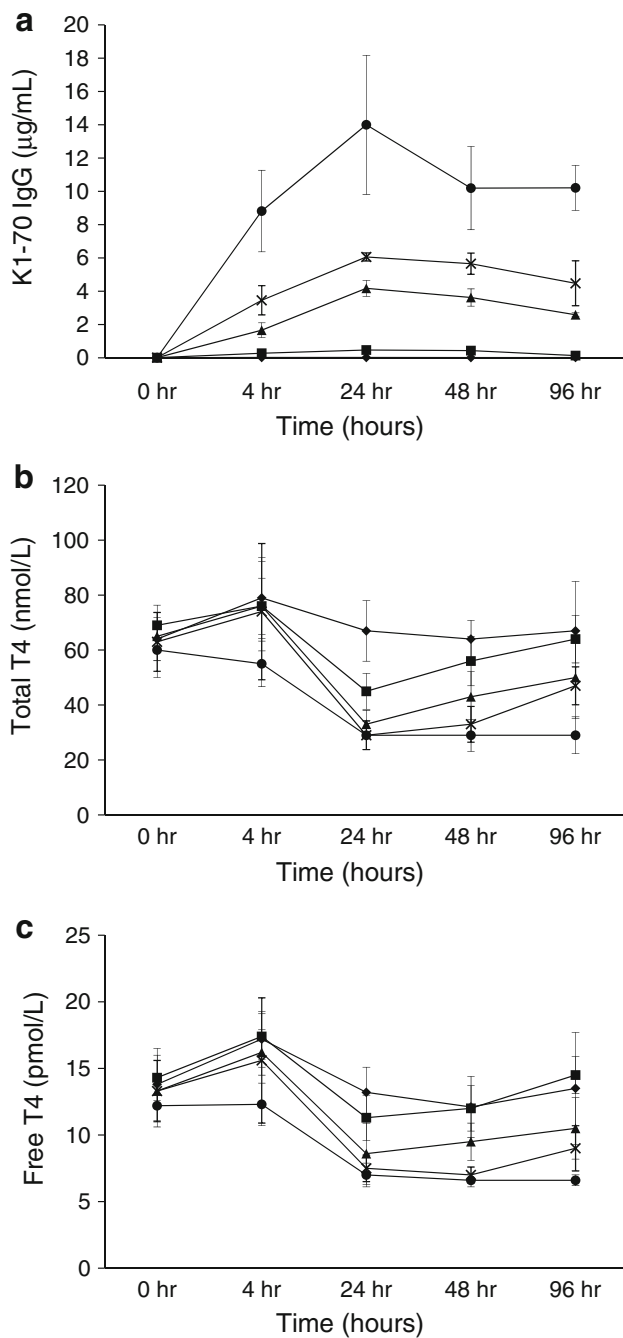 a
K1-70 IgG (µg/mL)
20
18
16
14
12
10
8
6
4
2
0
0 hr 4 hr 24 hr 48 hr 96 hr
Time (hours)
b
Total T4 (nmol/L)
120
100
80
60
40
20
0
0 hr 4 hr 24 hr 48 hr 96 hr
Time (hours)
c
Free T4 (pmol/L)
25
20
15
10
5
0
0 hr 4 hr 24 hr 48 hr 96 hr
Time (hours)